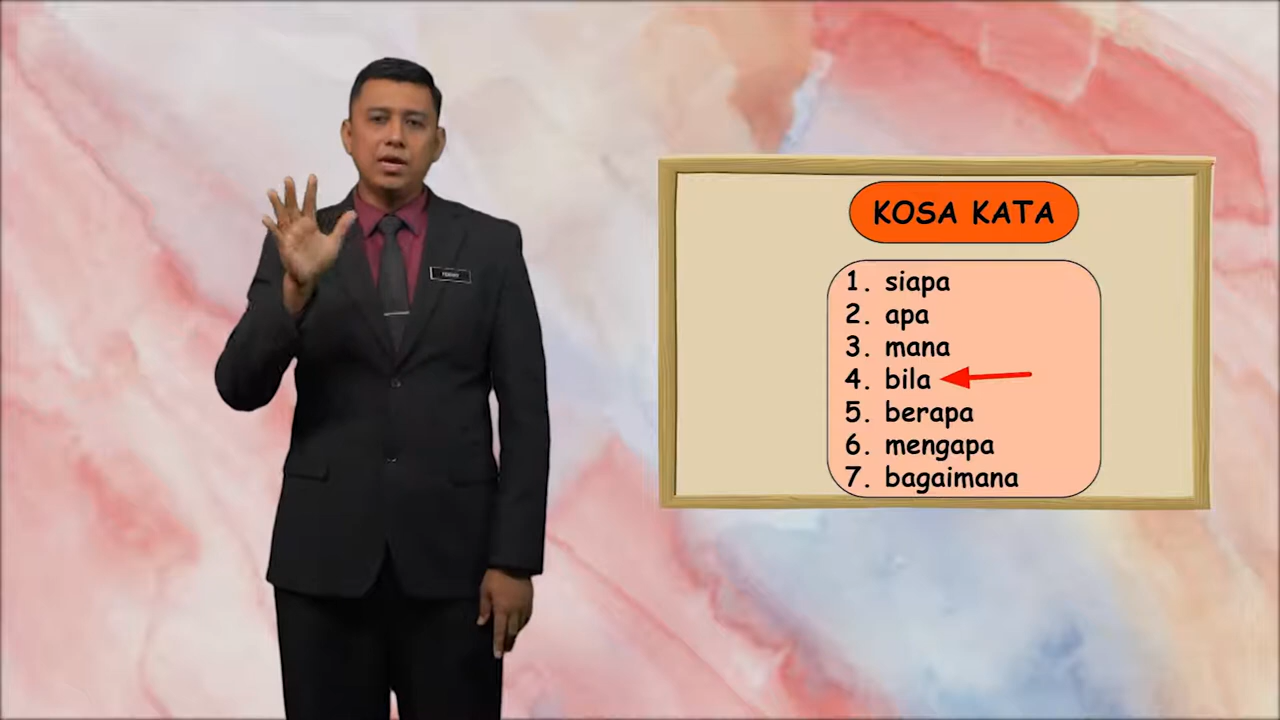 KOSA KATA
1. siapa
2. apa
3. mana
4. bila
5. berapa
6. mengapa
7. bagaimana